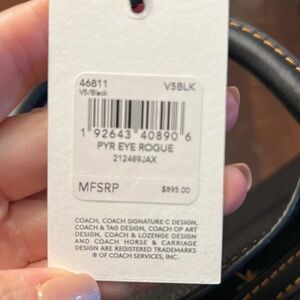 46811 V5BLK
V5/Black
1 92643 40890 6
PYR EYE ROGUE
212489JAX
MFSRP $895.00
COACH, COACH SIGNATURE C DESIGN,
COACH & TAG DESIGN, COACH OP ART
DESIGN, COACH & LOZENGE DESIGN
AND COACH HORSE & CARRIAGE
DESIGN ARE REGISTERED TRADEMARKS
® OF COACH SERVICES, INC.